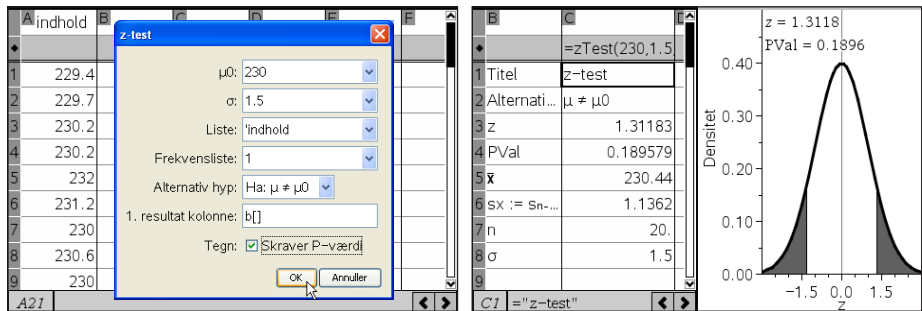 A indhold B C D E F
z-test
μ0: 230
σ: 1.5
Liste: 'indhold
Frekvensliste: 1
Alternativ hyp: Ha: μ ≠ μ0
1. resultat kolonne: b[]
Tegn: Skraver P-værdi
OK Annuller
1 229.4
2 229.7
3 230.2
4 230.2
5 232
6 231.2
7 230
8 230.6
9 230
A21
B C
=zTest(230,1.5,
1 Titel z-test
2 Alternati... μ ≠ μ0
3 z 1.31183
4 PVal 0.189579
5 x̄ 230.44
6 sx := sn-... 1.1362
7 n 20.
8 σ 1.5
9
C1 ="z-test"
z = 1.3118
PVal = 0.1896
0.40
0.30
0.20
0.10
0.00
Densitet
-1.5 0.0 1.5
z